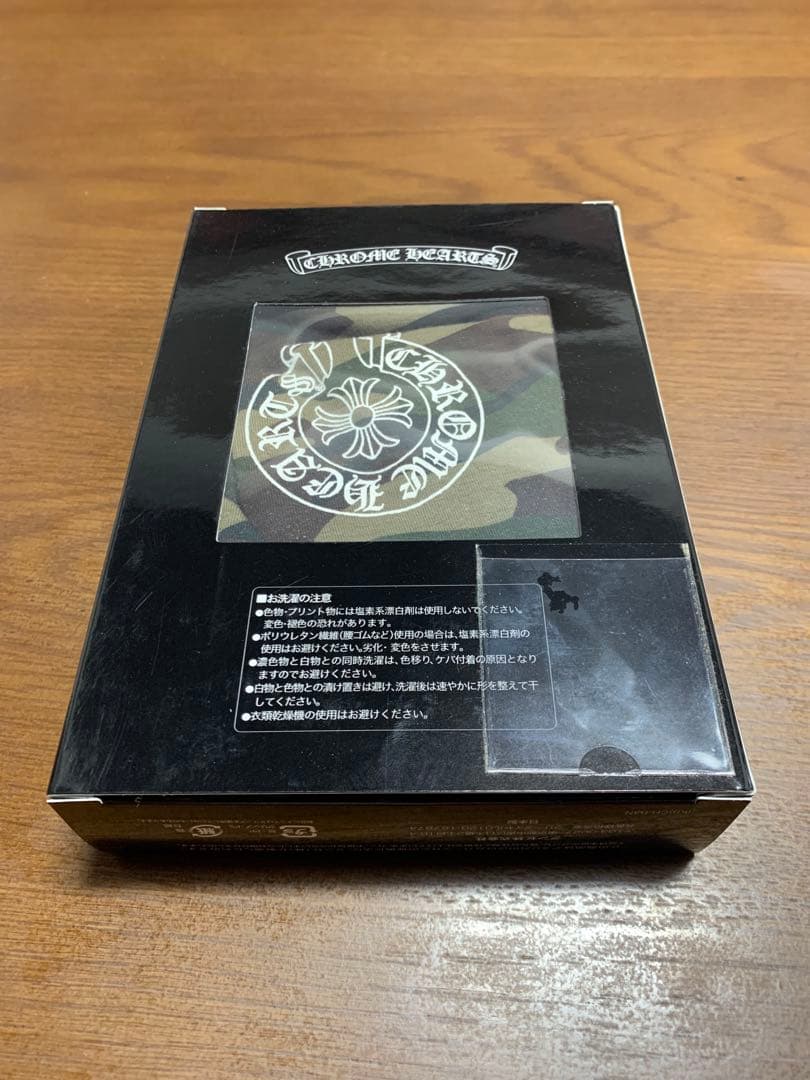 CHROME HEARTS
CHROME HEARTS
■お洗濯の注意
●色物・プリント物には塩素系漂白剤は使用しないでください。
変色・褪色の恐れがあります。
●ポリウレタン繊維(腰ゴムなど)使用の場合は、塩素系漂白剤の
使用はお避けください。劣化・変色をさせます。
●濃色物と白物との同時洗濯は、色移り、ケバ付着の原因となり
ますのでお避けください。
●白物と色物との漬け置きは避け、洗濯後は速やかに形を整えて干
してください。
●衣類乾燥機の使用はお避けください。
日本製
紙
プラ